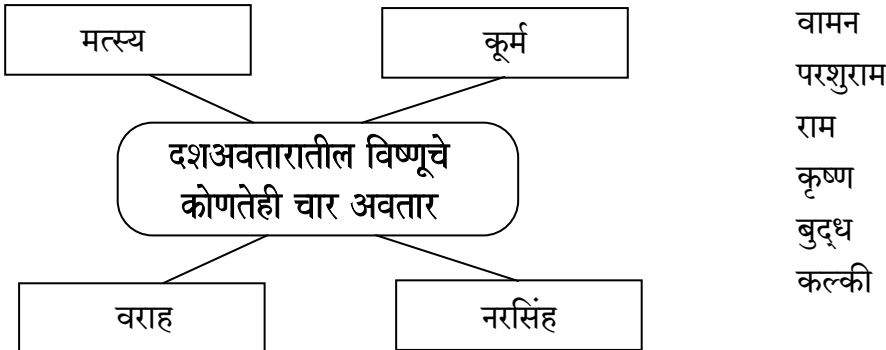 मत्स्य
कूर्म
दशअवतारातील विष्णूचे
कोणतेही चार अवतार
वराह
नरसिंह
वामन
परशुराम
राम
कृष्ण
बुद्‌ध
कल्की